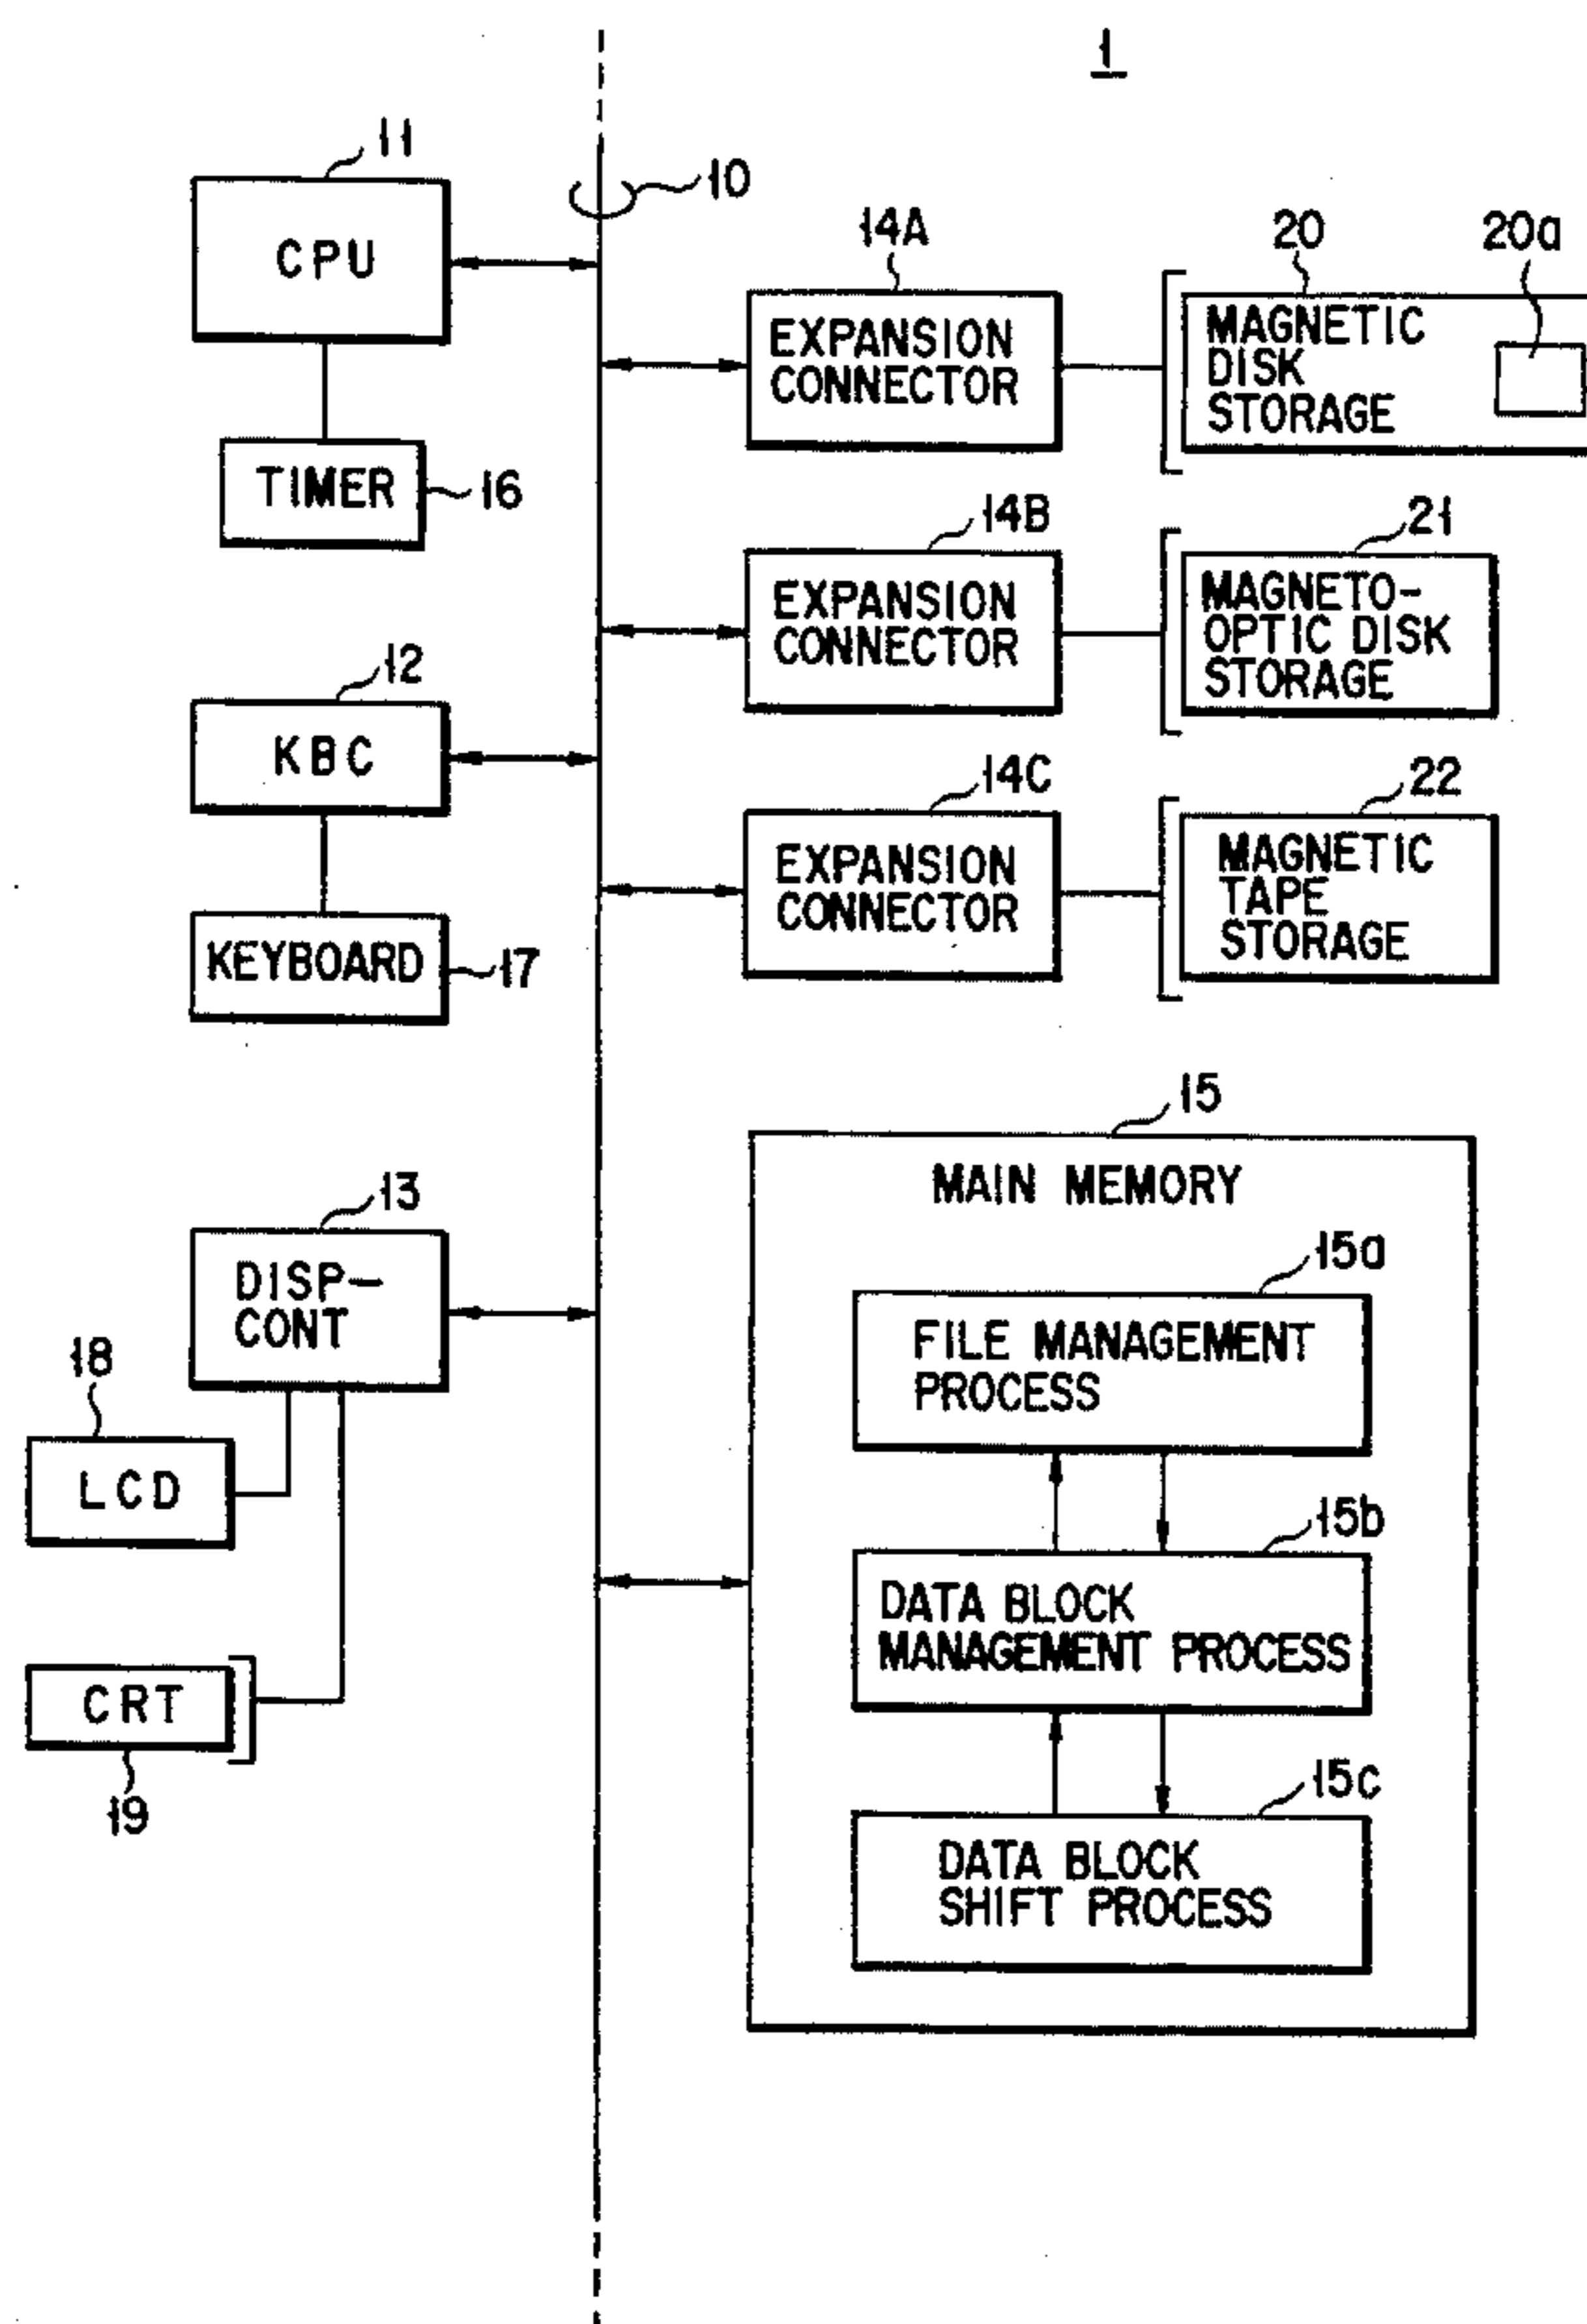 1
11
CPU
10
14A
EXPANSION
CONNECTOR
20
20a
MAGNETIC
DISK
STORAGE
TIMER
16
14B
EXPANSION
CONNECTOR
21
MAGNETO-
OPTIC DISK
STORAGE
12
KBC
14C
EXPANSION
CONNECTOR
22
MAGNETIC
TAPE
STORAGE
KEYBOARD
17
13
DISP-
CONT
18
LCD
CRT
19
15
MAIN MEMORY
15a
FILE MANAGEMENT
PROCESS
15b
DATA BLOCK
MANAGEMENT PROCESS
15c
DATA BLOCK
SHIFT PROCESS